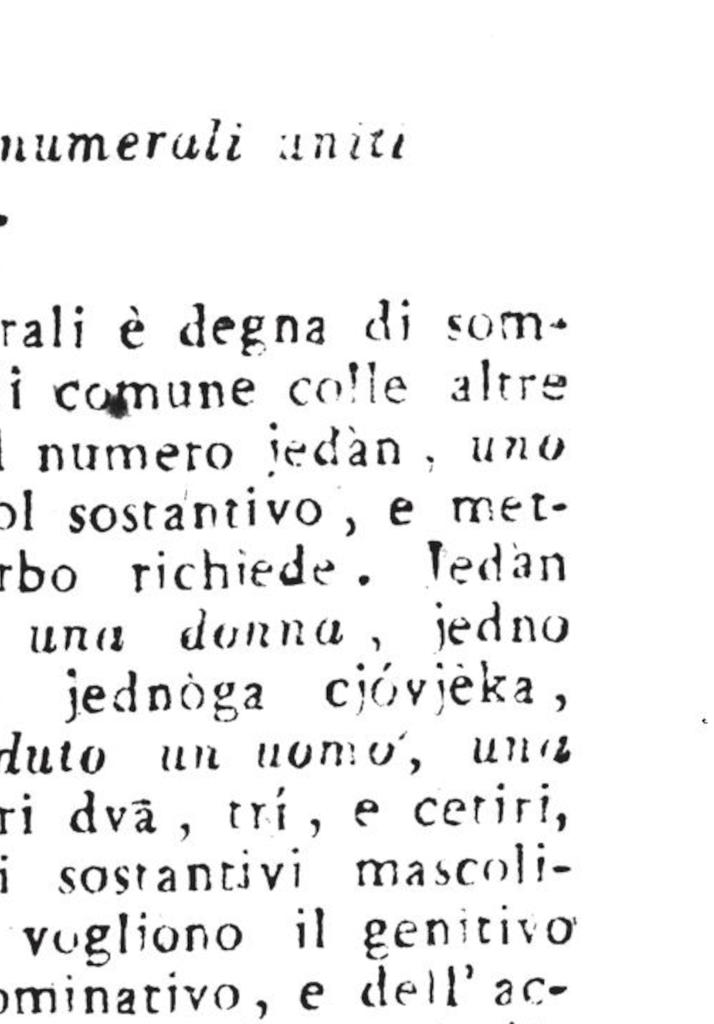 numerali uniti
.
rali è degna di som-
i comune colle altre
l numero jedàn, uno
ol sostantivo, e met-
rbo richiede. Jedàn
una donna, jedno
jednòga cjóvjèka,
duto un uomo, una
ri dvā, trí, e cetiri,
i sostantivi mascoli-
vogliono il genitivo
ominativo, e dell' ac-